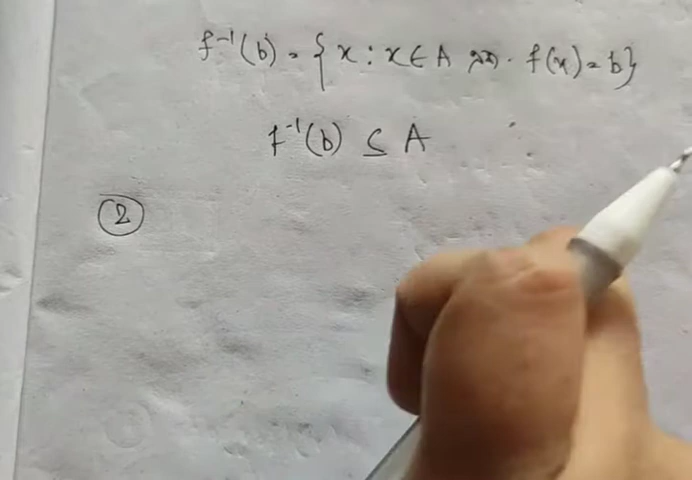 f⁻¹(b) = {x : x ∈ A f(x) = b}
f⁻¹(b) ⊆ A
②